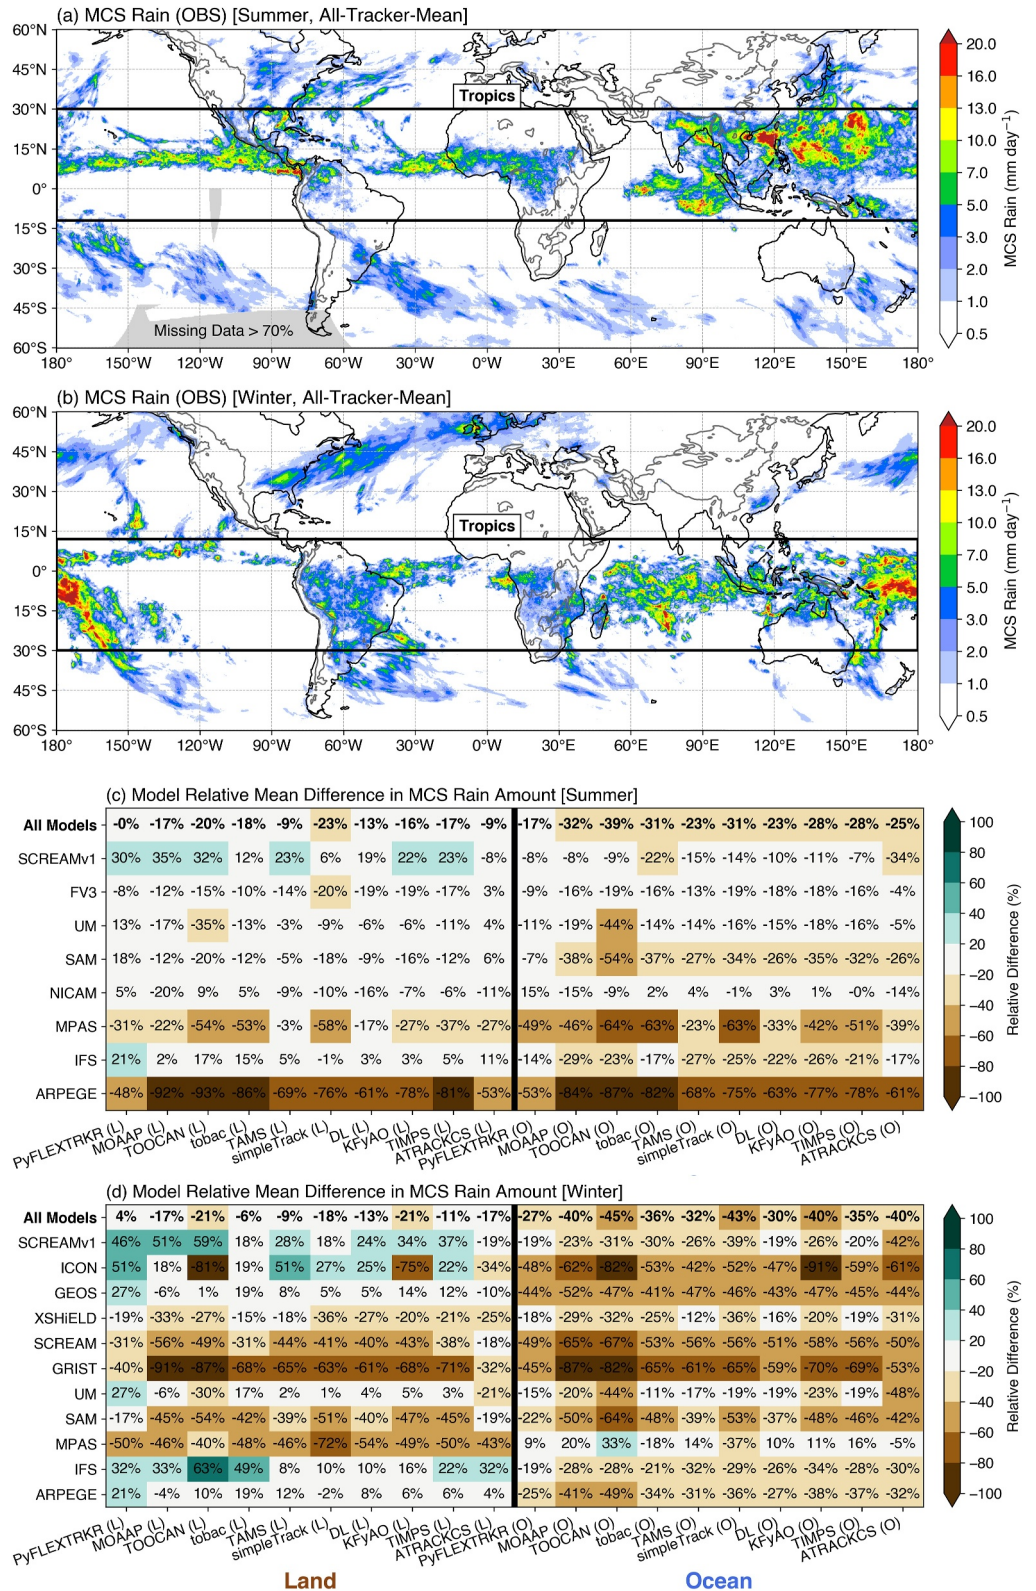 (a) MCS Rain (OBS) [Summer, All-Tracker-Mean]
60°N
45°N
30°N
15°N
0°
15°S
30°S
45°S
60°S
Tropics
Missing Data > 70%
180° 150°W 120°W 90°W 60°W 30°W 0°W 30°E 60°E 90°E 120°E 150°E 180°
20.0
16.0
13.0
10.0
7.0
5.0
3.0
2.0
1.0
0.5
MCS Rain (mm day⁻¹)
(b) MCS Rain (OBS) [Winter, All-Tracker-Mean]
60°N
45°N
30°N
15°N
0°
15°S
30°S
45°S
60°S
Tropics
180° 150°W 120°W 90°W 60°W 30°W 0°W 30°E 60°E 90°E 120°E 150°E 180°
20.0
16.0
13.0
10.0
7.0
5.0
3.0
2.0
1.0
0.5
MCS Rain (mm day⁻¹)
(c) Model Relative Mean Difference in MCS Rain Amount [Summer]
All Models -0% -17% -20% -18% -9% -23% -13% -16% -17% -9% -17% -32% -39% -31% -23% -31% -23% -28% -28% -25%
SCREAMv1 30% 35% 32% 12% 23% 6% 19% 22% 23% -8% -8% -8% -9% -22% -15% -14% -10% -11% -7% -34%
FV3 -8% -12% -15% -10% -14% -20% -19% -19% -17% 3% -9% -16% -19% -16% -13% -19% -18% -18% -16% -4%
UM 13% -17% -35% -13% -3% -9% -6% -6% -11% 4% -11% -19% -44% -14% -14% -16% -15% -18% -16% -5%
SAM 18% -12% -20% -12% -5% -18% -9% -16% -12% 6% -7% -38% -54% -37% -27% -34% -26% -35% -32% -26%
NICAM 5% -20% 9% 5% -9% -10% -16% -7% -6% -11% 15% -15% -9% 2% 4% -1% 3% 1% -0% -14%
MPAS -31% -22% -54% -53% -3% -58% -17% -27% -37% -27% -49% -46% -64% -63% -23% -63% -33% -42% -51% -39%
IFS 21% 2% 17% 15% 5% -1% 3% 3% 5% 11% -14% -29% -23% -17% -27% -25% -22% -26% -21% -17%
ARPEGE -48% -92% -93% -86% -69% -76% -61% -78% -81% -53% -53% -84% -87% -82% -68% -75% -63% -77% -78% -61%
PyFLEXTRKR (L) MOAAP (L) TOOCAN (L) tobac (L) TAMS (L) simpleTrack (L) DL (L) KFyAO (L) TIMPS (L) ATRACKCS (L) PyFLEXTRKR (O) MOAAP (O) TOOCAN (O) tobac (O) TAMS (O) simpleTrack (O) DL (O) KFyAO (O) TIMPS (O) ATRACKCS (O)
100
80
60
40
20
−20
−40
−60
−80
−100
Relative Difference (%)
(d) Model Relative Mean Difference in MCS Rain Amount [Winter]
All Models 4% -17% -21% -6% -9% -18% -13% -21% -11% -17% -27% -40% -45% -36% -32% -43% -30% -40% -35% -40%
SCREAMv1 46% 51% 59% 18% 28% 18% 24% 34% 37% -19% -19% -23% -31% -30% -26% -39% -19% -26% -20% -42%
ICON 51% 18% -81% 19% 51% 27% 25% -75% 22% -34% -48% -62% -82% -53% -42% -52% -47% -91% -59% -61%
GEOS 27% -6% 1% 19% 8% 5% 5% 14% 12% -10% -44% -52% -47% -41% -47% -46% -43% -47% -45% -44%
XSHiELD -19% -33% -27% -15% -18% -36% -27% -20% -21% -25% -18% -29% -32% -25% -12% -36% -16% -20% -19% -31%
SCREAM -31% -56% -49% -31% -44% -41% -40% -43% -38% -18% -49% -65% -67% -53% -56% -56% -51% -58% -56% -50%
GRIST -40% -91% -87% -68% -65% -63% -61% -68% -71% -32% -45% -87% -82% -65% -61% -65% -59% -70% -69% -53%
UM 27% -6% -30% 17% 2% 1% 4% 5% 3% -21% -15% -20% -44% -11% -17% -19% -19% -23% -19% -48%
SAM -17% -45% -54% -42% -39% -51% -40% -47% -45% -19% -22% -50% -64% -48% -39% -53% -37% -48% -46% -42%
MPAS -50% -46% -40% -48% -46% -72% -54% -49% -50% -43% 9% 20% 33% -18% 14% -37% 10% 11% 16% -5%
IFS 32% 33% 63% 49% 8% 10% 10% 16% 22% 32% -19% -28% -28% -21% -32% -29% -26% -34% -28% -30%
ARPEGE 21% -4% 10% 19% 12% -2% 8% 6% 6% 4% -25% -41% -49% -34% -31% -36% -27% -38% -37% -32%
PyFLEXTRKR (L) MOAAP (L) TOOCAN (L) tobac (L) TAMS (L) simpleTrack (L) DL (L) KFyAO (L) TIMPS (L) ATRACKCS (L) PyFLEXTRKR (O) MOAAP (O) TOOCAN (O) tobac (O) TAMS (O) simpleTrack (O) DL (O) KFyAO (O) TIMPS (O) ATRACKCS (O)
100
80
60
40
20
−20
−40
−60
−80
−100
Relative Difference (%)
Land Ocean